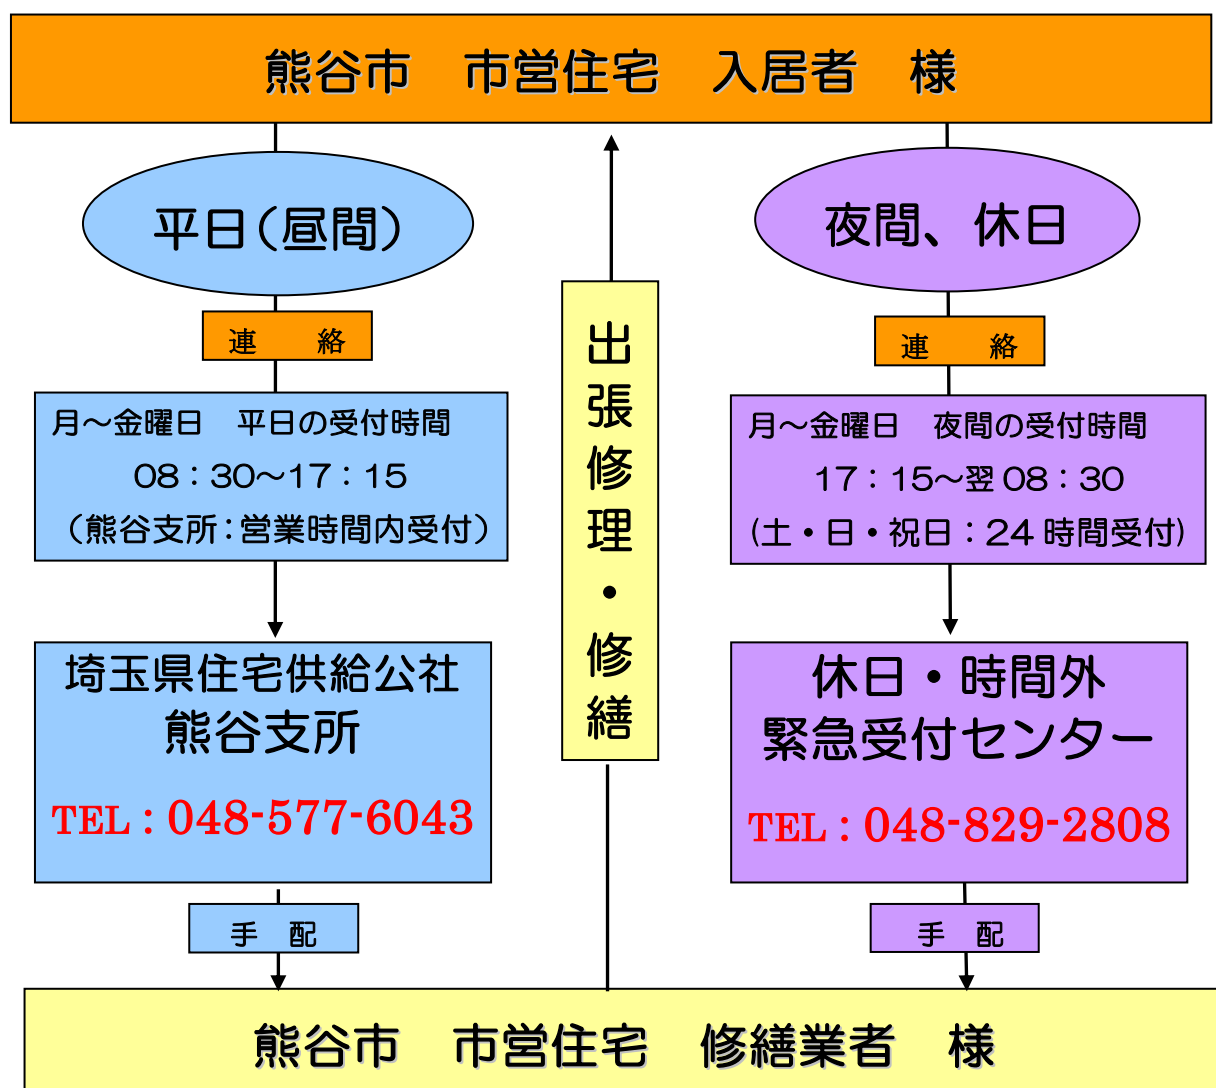 熊谷市　市営住宅　入居者　様
平日(昼間)
連　　絡
月～金曜日　平日の受付時間
08：30～17：15
（熊谷支所：営業時間内受付）
埼玉県住宅供給公社
熊谷支所
TEL：048-577-6043
手　配
出張修理・修繕
夜間、休日
連　　絡
月～金曜日　夜間の受付時間
17：15～翌08：30
(土・日・祝日：24時間受付)
休日・時間外
緊急受付センター
TEL：048-829-2808
手　配
熊谷市　市営住宅　修繕業者　様